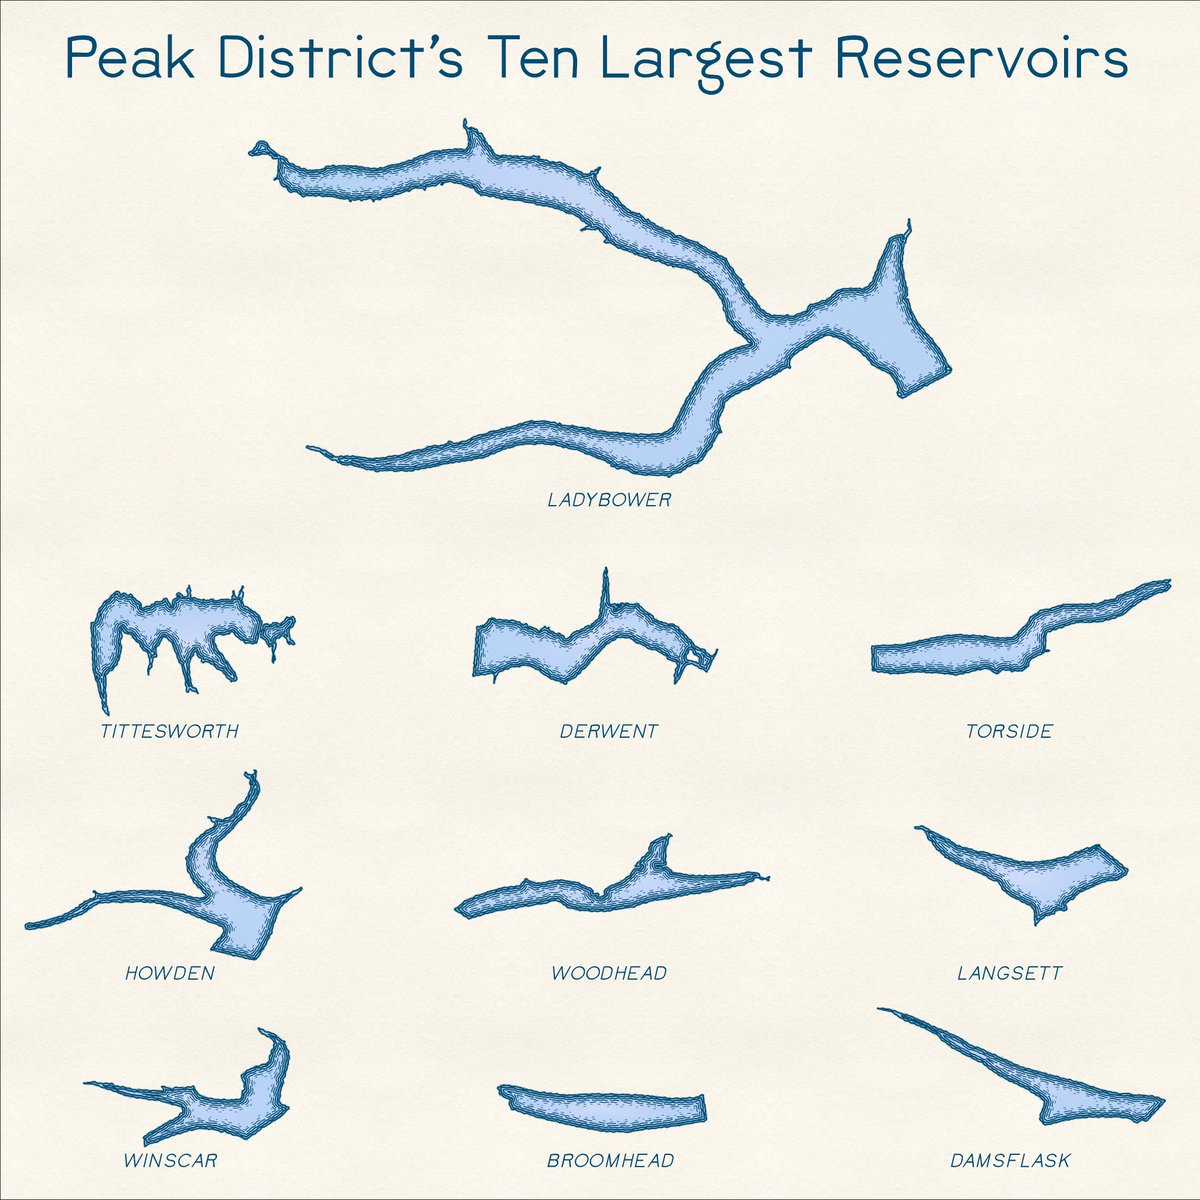 Peak District's Ten Largest Reservoirs
LADYBOWER
TITTESWORTH
DERWENT
TORSIDE
HOWDEN
WOODHEAD
LANGSETT
WINSCAR
BROOMHEAD
DAMSFLASK